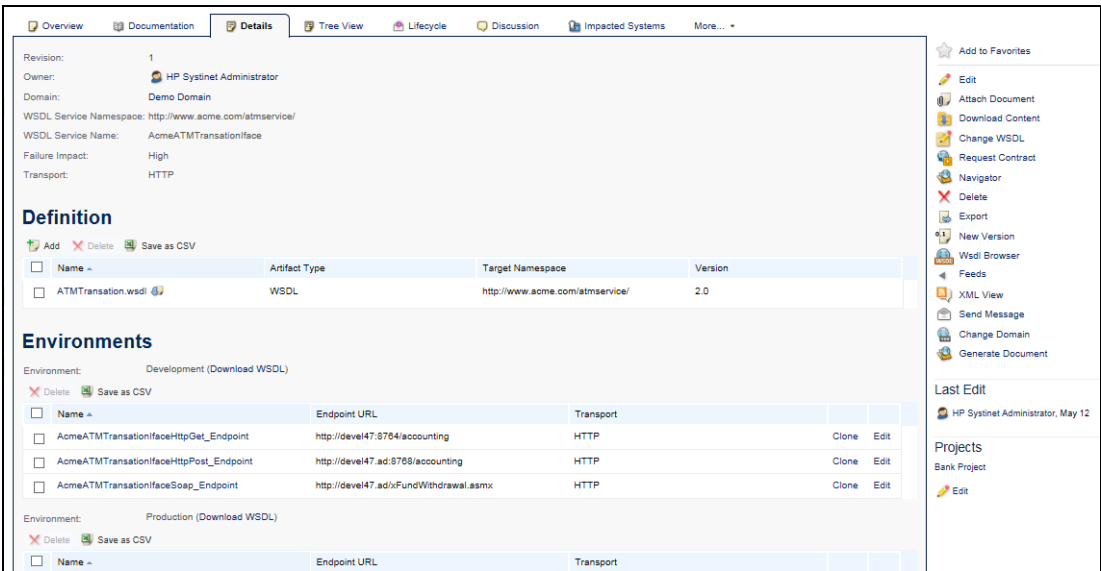 Overview Documentation Details Tree View Lifecycle Discussion Impacted Systems More...
Revision: 1
Owner: HP Systinet Administrator
Domain: Demo Domain
WSDL Service Namespace: http://www.acme.com/atmservice/
WSDL Service Name: AcmeATMTransationIface
Failure Impact: High
Transport: HTTP
Definition
Add Delete Save as CSV
Name Artifact Type Target Namespace Version
ATMTransation.wsdl WSDL http://www.acme.com/atmservice/ 2.0
Environments
Environment: Development (Download WSDL)
Delete Save as CSV
Name Endpoint URL Transport
AcmeATMTransationIfaceHttpGet_Endpoint http://devel47:8764/accounting HTTP Clone Edit
AcmeATMTransationIfaceHttpPost_Endpoint http://devel47.ad:8768/accounting HTTP Clone Edit
AcmeATMTransationIfaceSoap_Endpoint http://devel47.ad/xFundWithdrawal.asmx HTTP Clone Edit
Environment: Production (Download WSDL)
Delete Save as CSV
Name Endpoint URL Transport
Add to Favorites
Edit
Attach Document
Download Content
Change WSDL
Request Contract
Navigator
Delete
Export
0.1 New Version
WSDL Wsdl Browser
Feeds
XML View
Send Message
Change Domain
Generate Document
Last Edit
HP Systinet Administrator, May 12
Projects
Bank Project
Edit